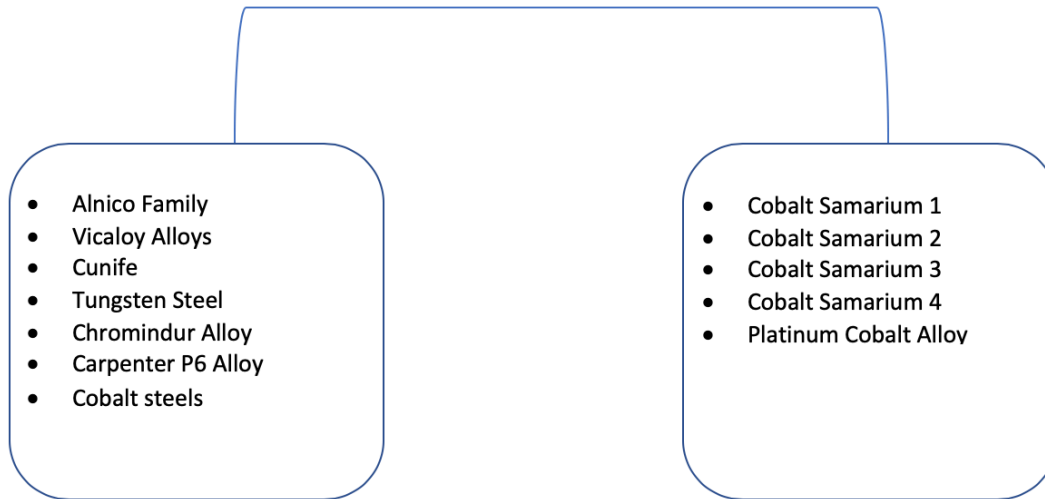 • Alnico Family
• Vicaloy Alloys
• Cunife
• Tungsten Steel
• Chromindur Alloy
• Carpenter P6 Alloy
• Cobalt steels
• Cobalt Samarium 1
• Cobalt Samarium 2
• Cobalt Samarium 3
• Cobalt Samarium 4
• Platinum Cobalt Alloy